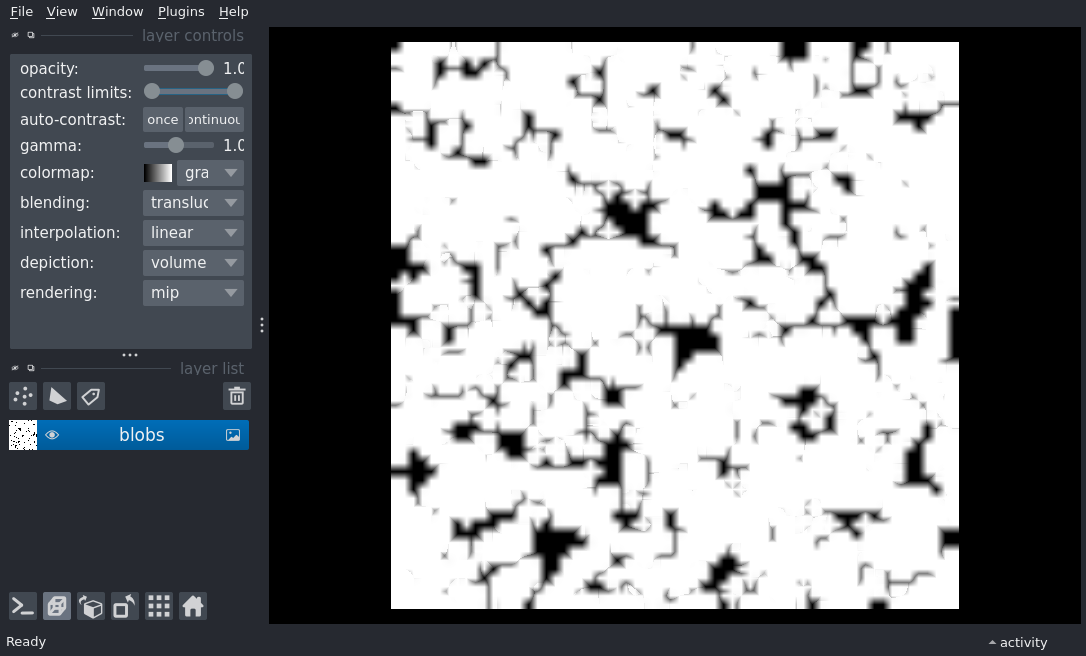 File View Window Plugins Help
layer controls
opacity: 1.0
contrast limits:
auto-contrast: once ontinuou
gamma: 1.0
colormap: gra
blending: transluc
interpolation: linear
depiction: volume
rendering: mip
layer list
blobs
Ready
activity